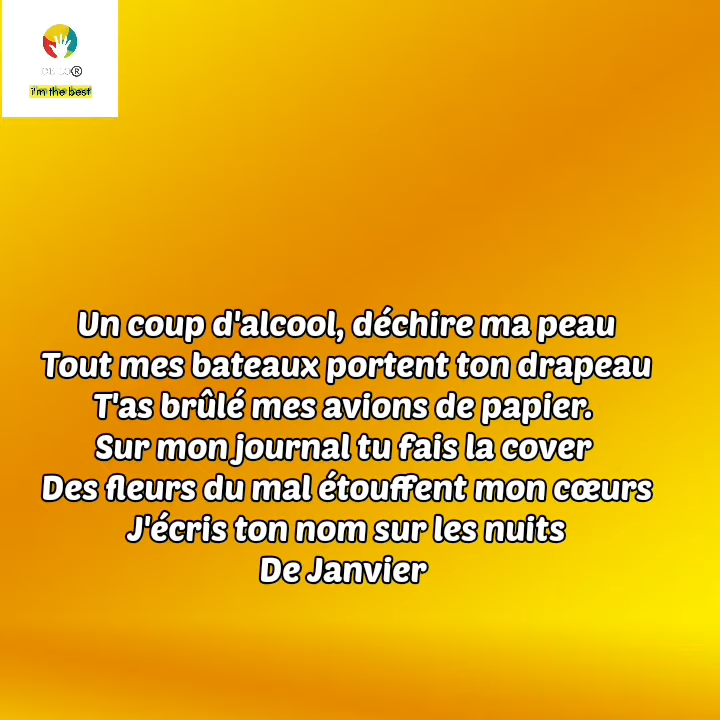 ®
i'm the best
Un coup d'alcool, déchire ma peau
Tout mes bateaux portent ton drapeau
T'as brûlé mes avions de papier.
Sur mon journal tu fais la cover
Des fleurs du mal étouffent mon cœurs
J'écris ton nom sur les nuits
De Janvier